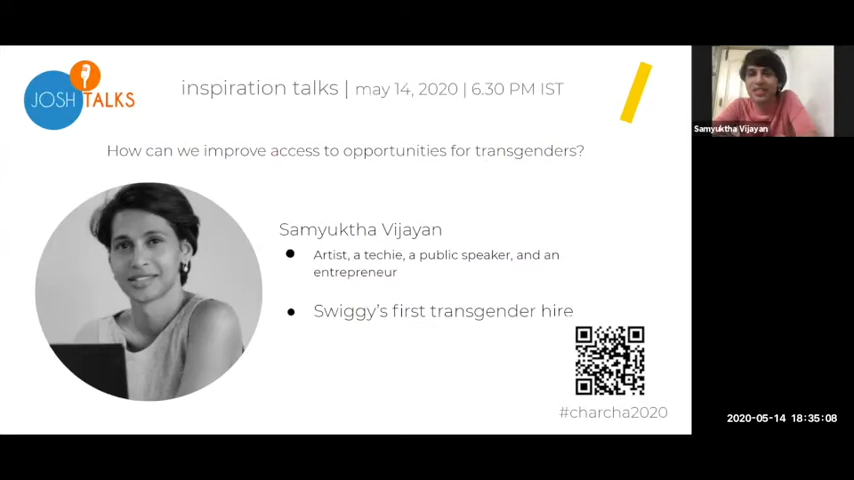 JOSH TALKS
inspiration talks | may 14, 2020 | 6.30 PM IST
Samyuktha Vijayan
How can we improve access to opportunities for transgenders?
Samyuktha Vijayan
Artist, a techie, a public speaker, and an
entrepreneur
Swiggy's first transgender hire
#charcha2020
2020-05-14 18:35:08